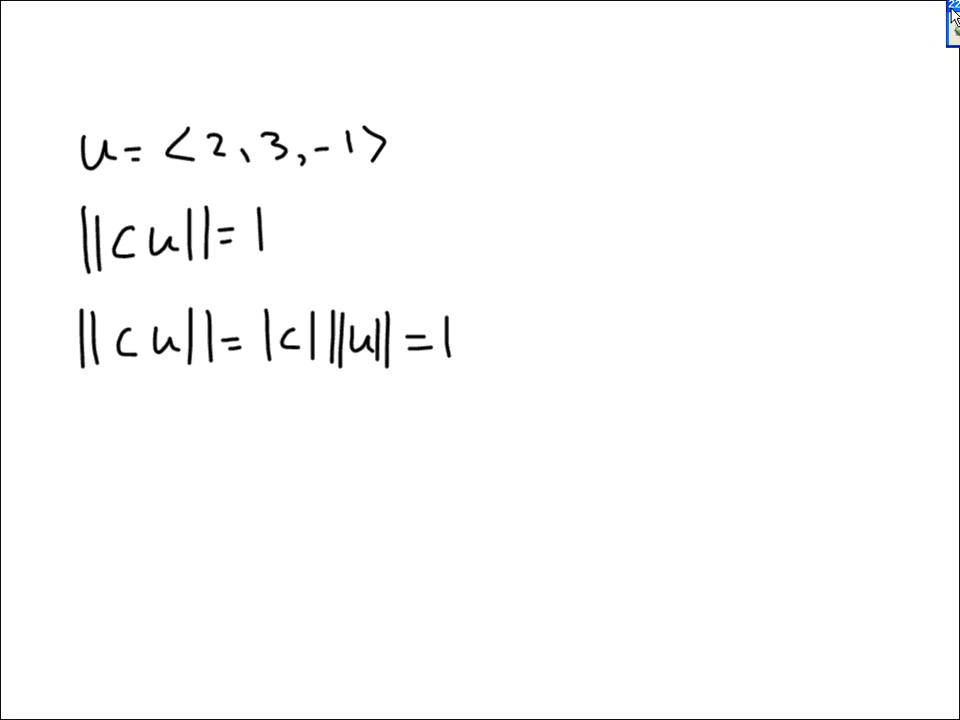 u = <2, 3, -1>
||cu|| = 1
||cu|| = |c| ||u|| = 1